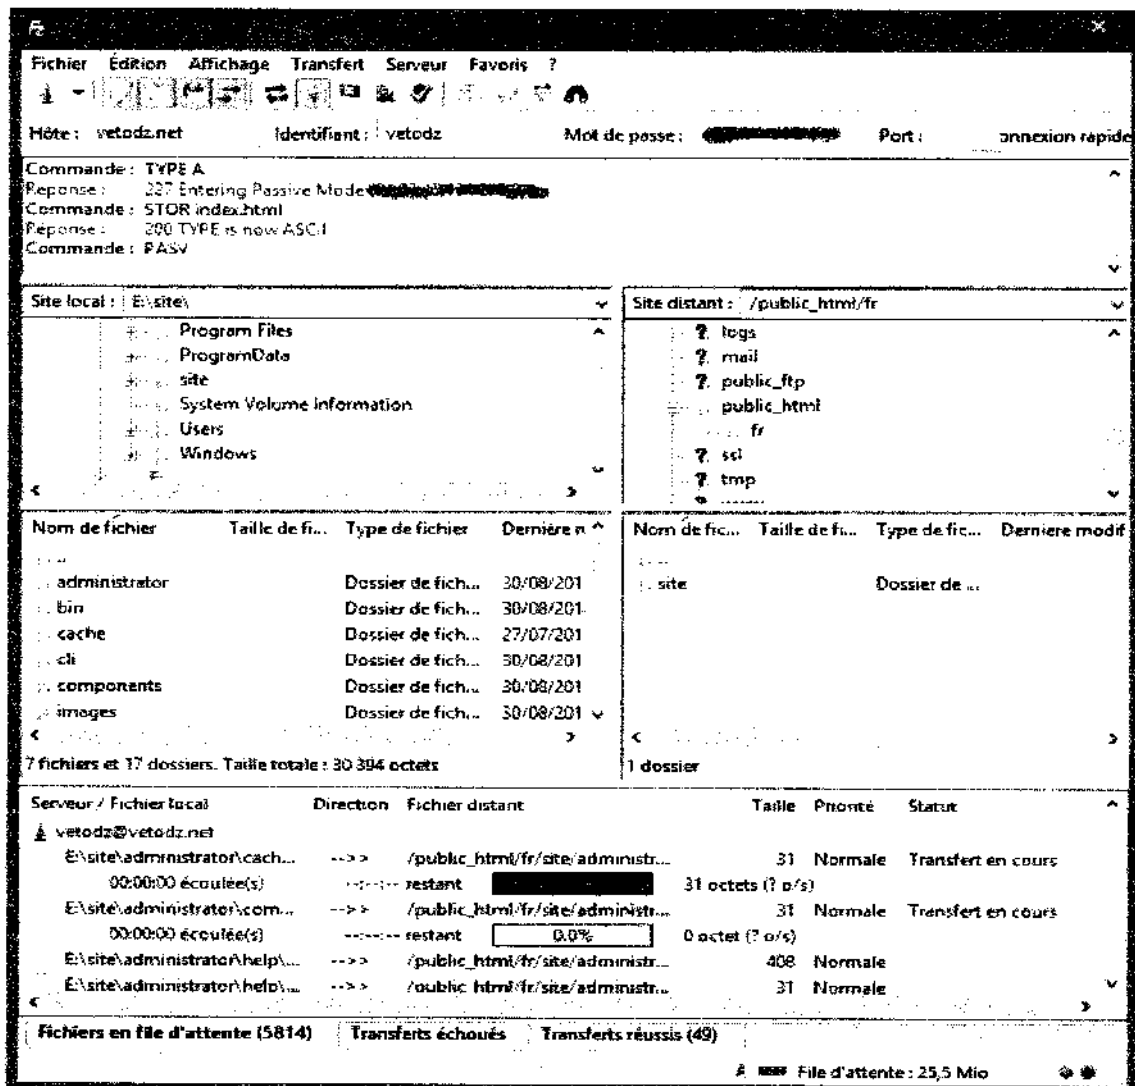 Fz
Fichier Édition Affichage Transfert Serveur Favoris ?
Hôte : vetodz.net Identifiant : vetodz Mot de passe : Port : onnexion rapide
Commande : TYPE A
Réponse : 227 Entering Passive Mode
Commande : STOR index.html
Réponse : 200 TYPE is now ASCII
Commande : PASV
Site local : E:\site\
Program Files
ProgramData
site
System Volume Information
Users
Windows
Site distant : /public_html/fr
? logs
? mail
? public_ftp
public_html
fr
? ssl
? tmp
Nom de fichier Taille de fi... Type de fichier Dernière n
..
administrator Dossier de fich... 30/08/201
bin Dossier de fich... 30/08/201
cache Dossier de fich... 27/07/201
cli Dossier de fich... 30/08/201
components Dossier de fich... 30/08/201
images Dossier de fich... 30/08/201
7 fichiers et 17 dossiers. Taille totale : 30 394 octets
Nom de fic... Taille de fi... Type de fic... Derniere modif
..
site Dossier de ...
1 dossier
Serveur / Fichier local Direction Fichier distant Taille Priorité Statut
vetodz@vetodz.net
E:\site\administrator\cach... -->> /public_html/fr/site/administr... 31 Normale Transfert en cours
00:00:00 écoulée(s) --:--:-- restant 31 octets (? o/s)
E:\site\administrator\com... -->> /public_html/fr/site/administr... 31 Normale Transfert en cours
00:00:00 écoulée(s) --:--:-- restant 0.0% 0 octet (? o/s)
E:\site\administrator\help\... -->> /public_html/fr/site/administr... 408 Normale
E:\site\administrator\help\... -->> /public_html/fr/site/administr... 31 Normale
Fichiers en file d'attente (5814) Transferts échoués Transferts réussis (49)
File d'attente : 25,5 Mio